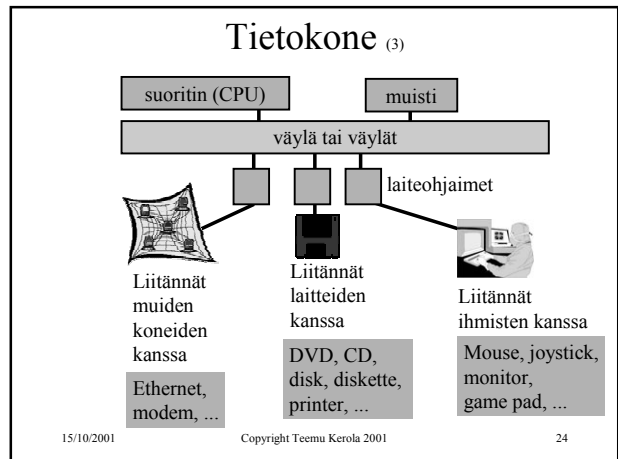 Tietokone (3)
suoritin (CPU)
muisti
väylä tai väylät
laiteohjaimet
Liitännät
muiden
koneiden
kanssa
Ethernet,
modem, ...
Liitännät
laitteiden
kanssa
DVD, CD,
disk, diskette,
printer, ...
Liitännät
ihmisten kanssa
Mouse, joystick,
monitor,
game pad, ...
15/10/2001
Copyright Teemu Kerola 2001
24